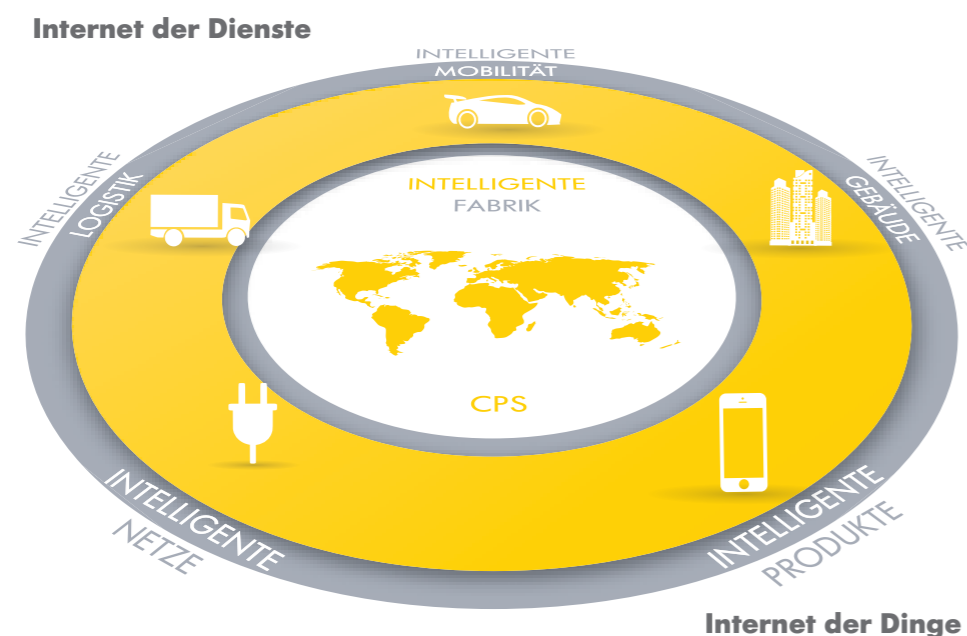 Internet der Dienste
INTELLIGENTE
MOBILITÄT
INTELLIGENTE
LOGISTIK
INTELLIGENTE
GEBÄUDE
INTELLIGENTE
FABRIK
CPS
INTELLIGENTE
NETZE
INTELLIGENTE
PRODUKTE
Internet der Dinge